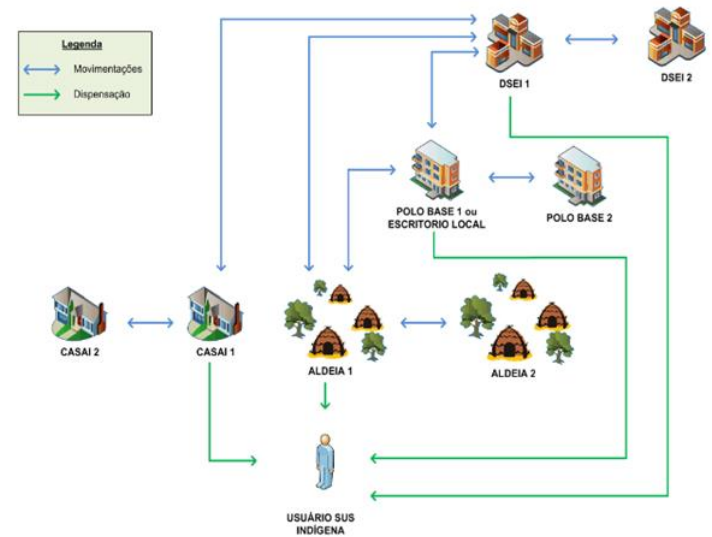 Legenda
Movimentações
Dispensação
DSEI 1
DSEI 2
POLO BASE 1 ou
ESCRITORIO LOCAL
POLO BASE 2
CASAI 2
CASAI 1
ALDEIA 1
ALDEIA 2
USUÁRIO SUS
INDÍGENA